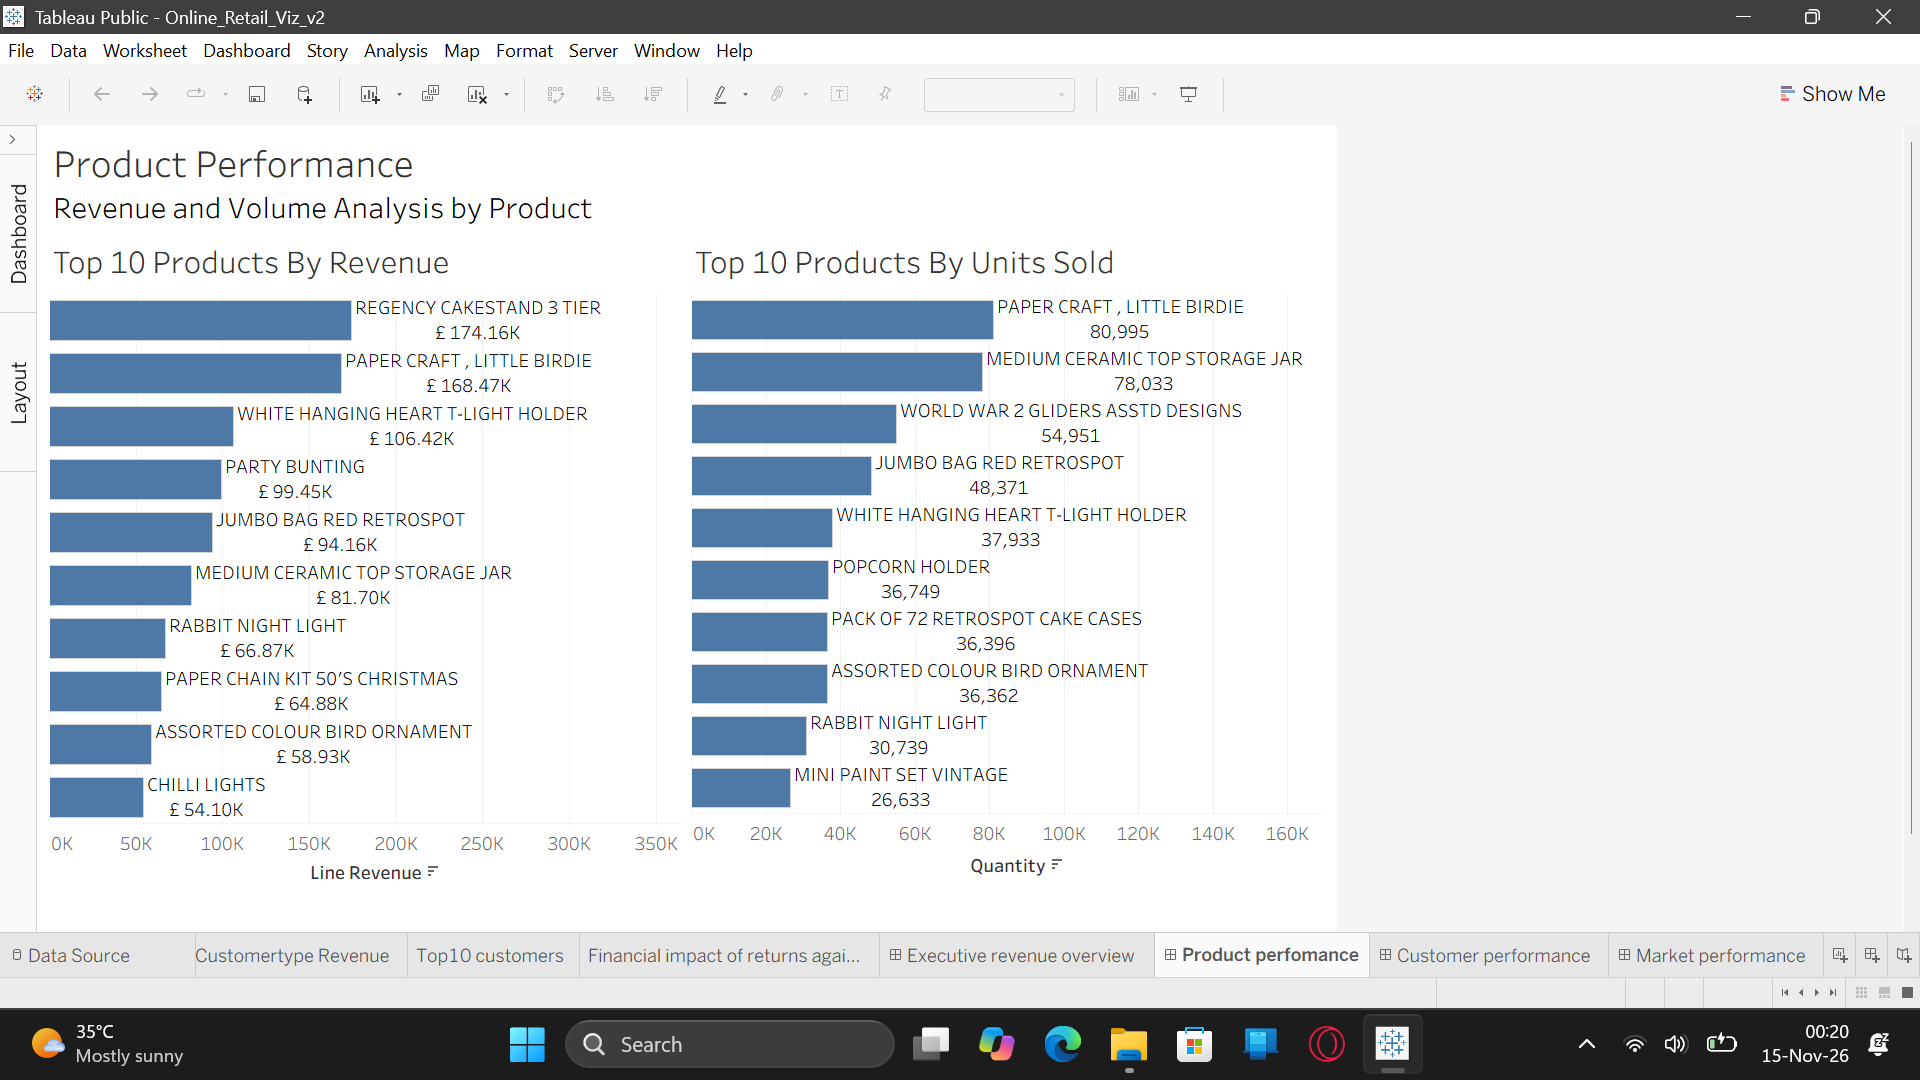 Tableau Public - Online_Retail_Viz_v2
File Data Worksheet Dashboard Story Analysis Map Format Server Window Help
Show Me
Dashboard
Layout
Product Performance
Revenue and Volume Analysis by Product
Top 10 Products By Revenue
REGENCY CAKESTAND 3 TIER
£ 174.16K
PAPER CRAFT , LITTLE BIRDIE
£ 168.47K
WHITE HANGING HEART T-LIGHT HOLDER
£ 106.42K
PARTY BUNTING
£ 99.45K
JUMBO BAG RED RETROSPOT
£ 94.16K
MEDIUM CERAMIC TOP STORAGE JAR
£ 81.70K
RABBIT NIGHT LIGHT
£ 66.87K
PAPER CHAIN KIT 50'S CHRISTMAS
£ 64.88K
ASSORTED COLOUR BIRD ORNAMENT
£ 58.93K
CHILLI LIGHTS
£ 54.10K
0K 50K 100K 150K 200K 250K 300K 350K
Line Revenue
Top 10 Products By Units Sold
PAPER CRAFT , LITTLE BIRDIE
80,995
MEDIUM CERAMIC TOP STORAGE JAR
78,033
WORLD WAR 2 GLIDERS ASSTD DESIGNS
54,951
JUMBO BAG RED RETROSPOT
48,371
WHITE HANGING HEART T-LIGHT HOLDER
37,933
POPCORN HOLDER
36,749
PACK OF 72 RETROSPOT CAKE CASES
36,396
ASSORTED COLOUR BIRD ORNAMENT
36,362
RABBIT NIGHT LIGHT
30,739
MINI PAINT SET VINTAGE
26,633
0K 20K 40K 60K 80K 100K 120K 140K 160K
Quantity
Data Source Customertype Revenue Top10 customers Financial impact of returns agai... Executive revenue overview Product perfomance Customer performance Market performance
35°C
Mostly sunny
Search
00:20
15-Nov-26